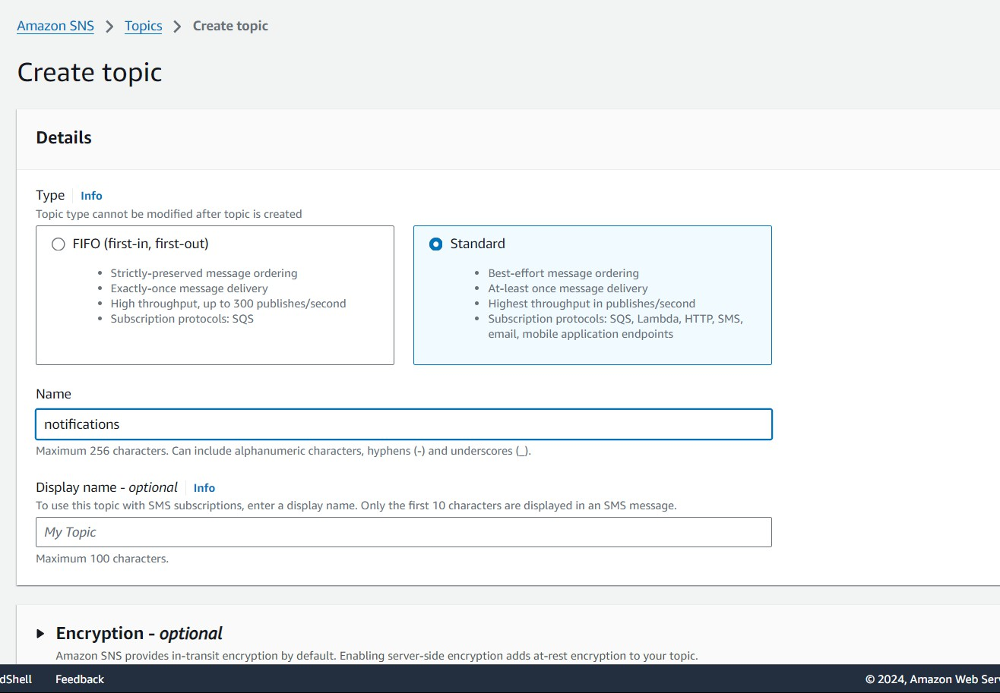 Amazon SNS > Topics > Create topic
Create topic
Details
Type Info
Topic type cannot be modified after topic is created
FIFO (first-in, first-out)
• Strictly-preserved message ordering
• Exactly-once message delivery
• High throughput, up to 300 publishes/second
• Subscription protocols: SQS
Standard
• Best-effort message ordering
• At-least once message delivery
• Highest throughput in publishes/second
• Subscription protocols: SQS, Lambda, HTTP, SMS,
email, mobile application endpoints
Name
notifications
Maximum 256 characters. Can include alphanumeric characters, hyphens (-) and underscores (_).
Display name - optional Info
To use this topic with SMS subscriptions, enter a display name. Only the first 10 characters are displayed in an SMS message.
My Topic
Maximum 100 characters.
Encryption - optional
Amazon SNS provides in-transit encryption by default. Enabling server-side encryption adds at-rest encryption to your topic.
dShell Feedback © 2024, Amazon Web Serv